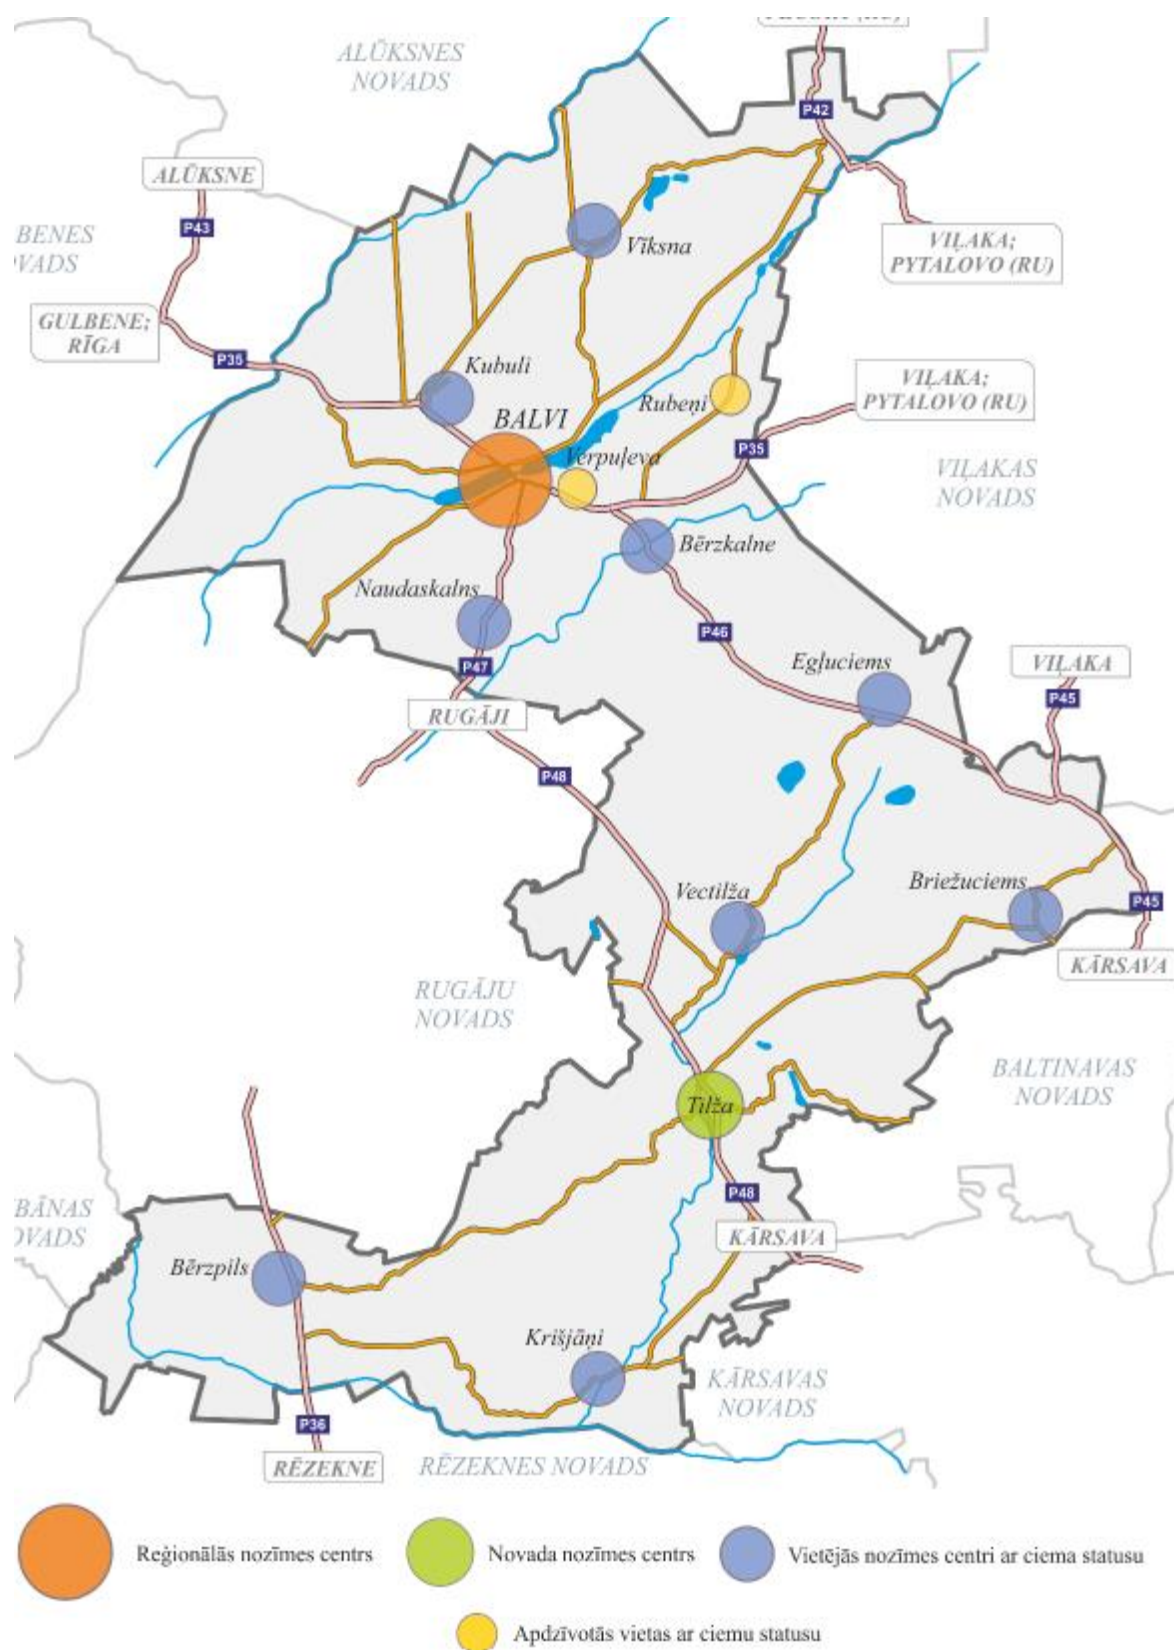 ALŪKSNES
NOVADS
P42
ALŪKSNE
P43
BENES
VIĻAKA;
PYTALOVO (RU)
Vīksna
GULBENE;
RĪGA
P35
Kubuli
VIĻAKA;
PYTALOVO (RU)
Rubeņi
BALVI
P35
Verpuļeva
VIĻAKAS
NOVADS
Bērzkalne
Naudaskalns
P46
P47
Egļuciems
VIĻAKA
P45
RUGĀJI
P48
Vectilža
Briežuciems
P45
KĀRSAVA
RUGĀJU
NOVADS
BALTINAVAS
NOVADS
Tilža
P48
BĀNAS
KĀRSAVA
Bērzpils
Krišjāņi
KĀRSAVAS
NOVADS
P36
RĒZEKNE
RĒZEKNES NOVADS
Reģionālās nozīmes centrs
Novada nozīmes centrs
Vietējās nozīmes centri ar ciema statusu
Apdzīvotās vietas ar ciemu statusu